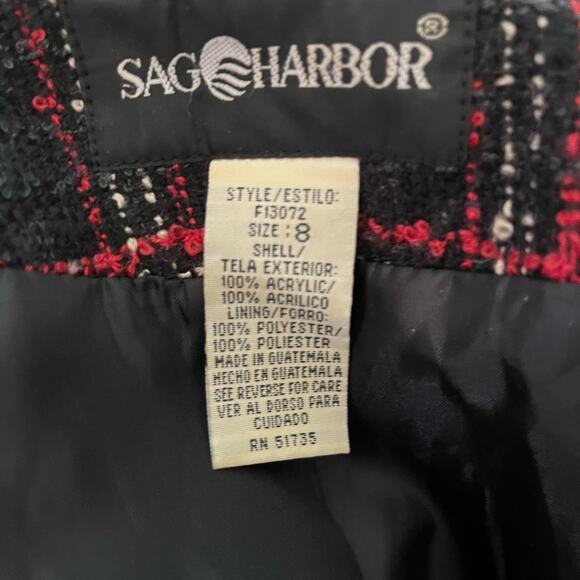 SAG HARBOR ®
STYLE/ESTILO:
F13072
SIZE : 8
SHELL/
TELA EXTERIOR:
100% ACRYLIC/
100% ACRILICO
LINING/FORRO:
100% POLYESTER/
100% POLIESTER
MADE IN GUATEMALA
HECHO EN GUATEMALA
SEE REVERSE FOR CARE
VER AL DORSO PARA
CUIDADO
RN 51735